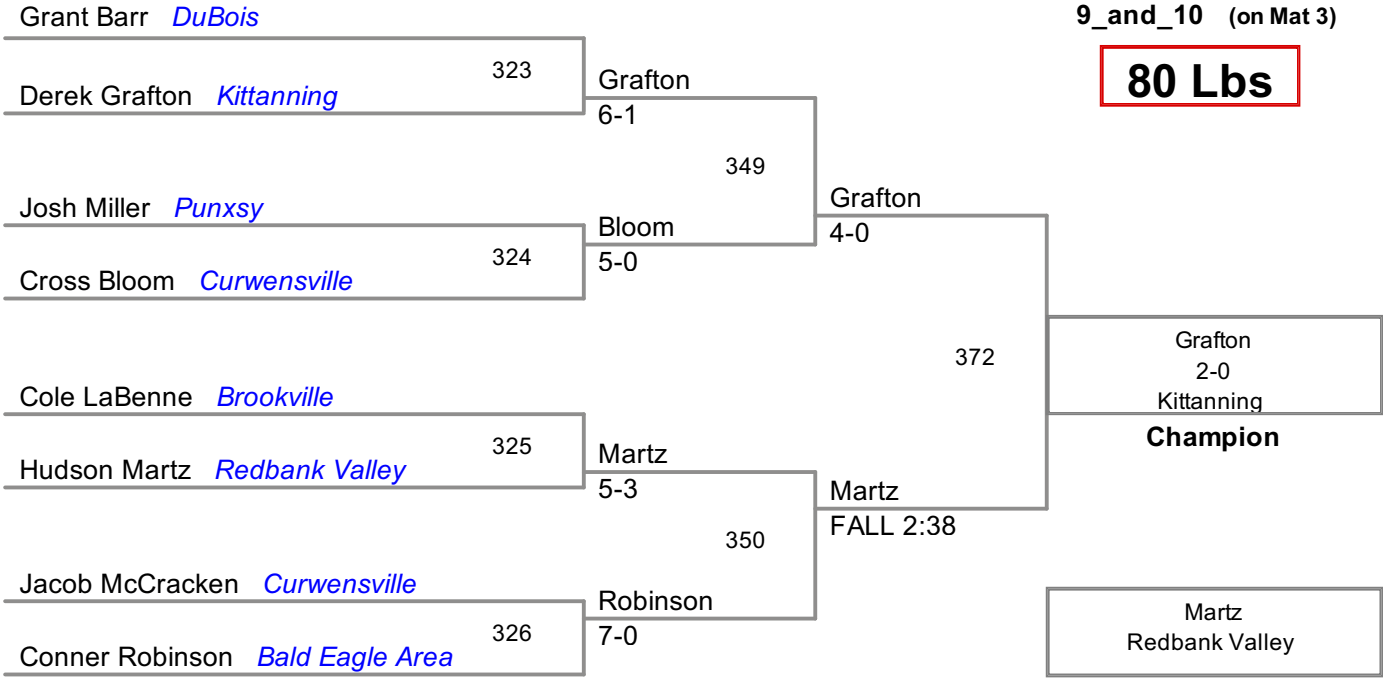 Grant Barr DuBois
9_and_10 (on Mat 3)
80 Lbs
323
Derek Grafton Kittanning
Grafton
6-1
349
Josh Miller Punxsy
324
Cross Bloom Curwensville
Bloom
5-0
Grafton
4-0
372
Grafton
2-0
Kittanning
Champion
Cole LaBenne Brookville
325
Hudson Martz Redbank Valley
Martz
5-3
350
Martz
FALL 2:38
Jacob McCracken Curwensville
326
Conner Robinson Bald Eagle Area
Robinson
7-0
Martz
Redbank Valley